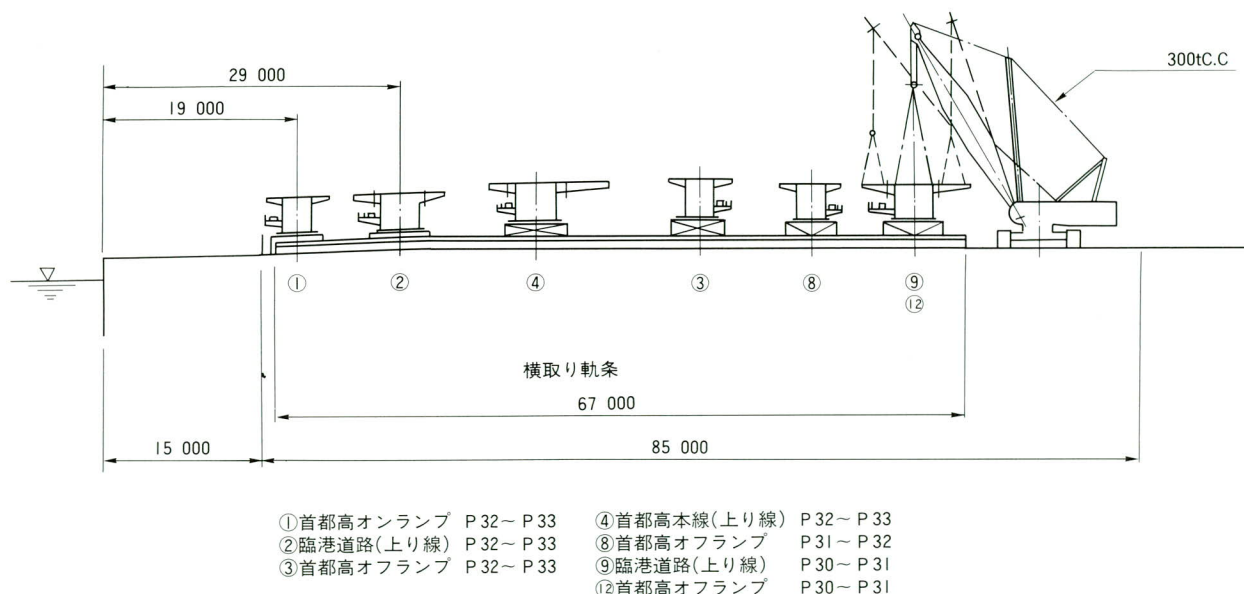 300tC.C
29 000
19 000
① ② ④ ③ ⑧ ⑨
⑫
横取り軌条
67 000
15 000 85 000
①首都高オンランプ P32～P33 ④首都高本線(上り線) P32～P33
②臨港道路(上り線) P32～P33 ⑧首都高オフランプ P31～P32
③首都高オフランプ P32～P33 ⑨臨港道路(上り線) P30～P31
⑫首都高オフランプ P30～P31